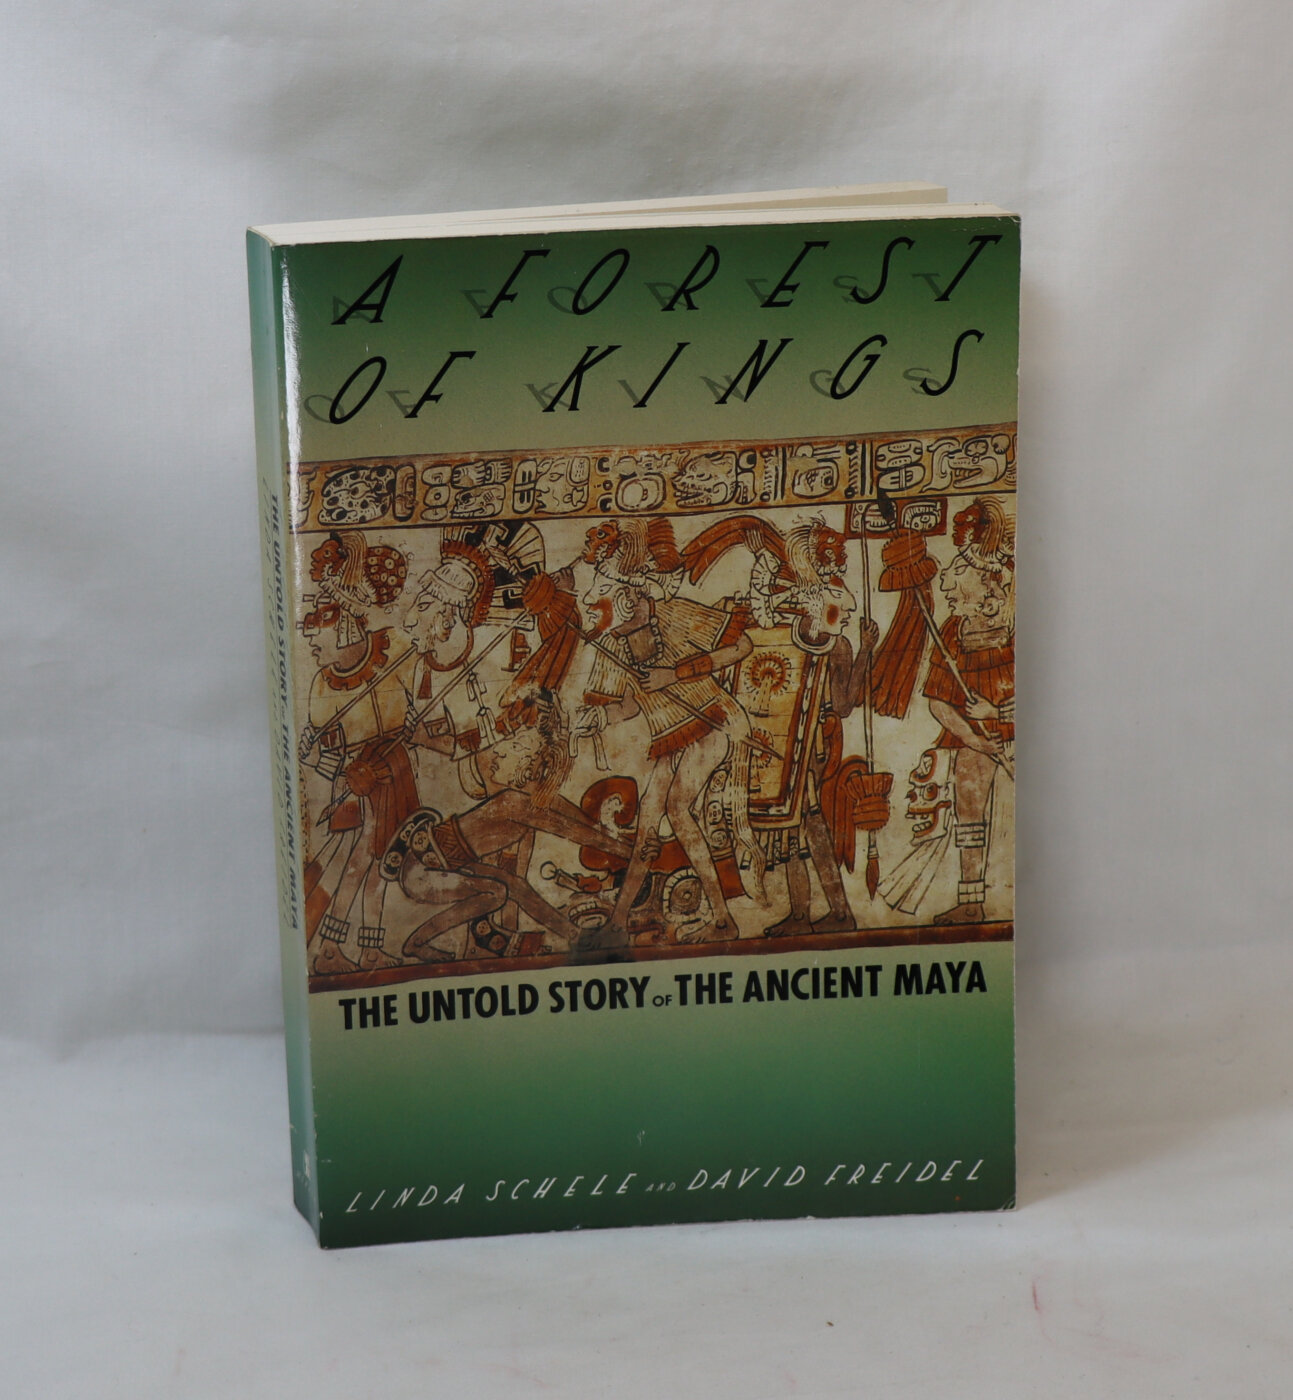 A FOREST
OF KINGS
THE UNTOLD STORY OF THE ANCIENT MAYA
LINDA SCHELE AND DAVID FREIDEL
THE UNTOLD STORY OF THE ANCIENT MAYA